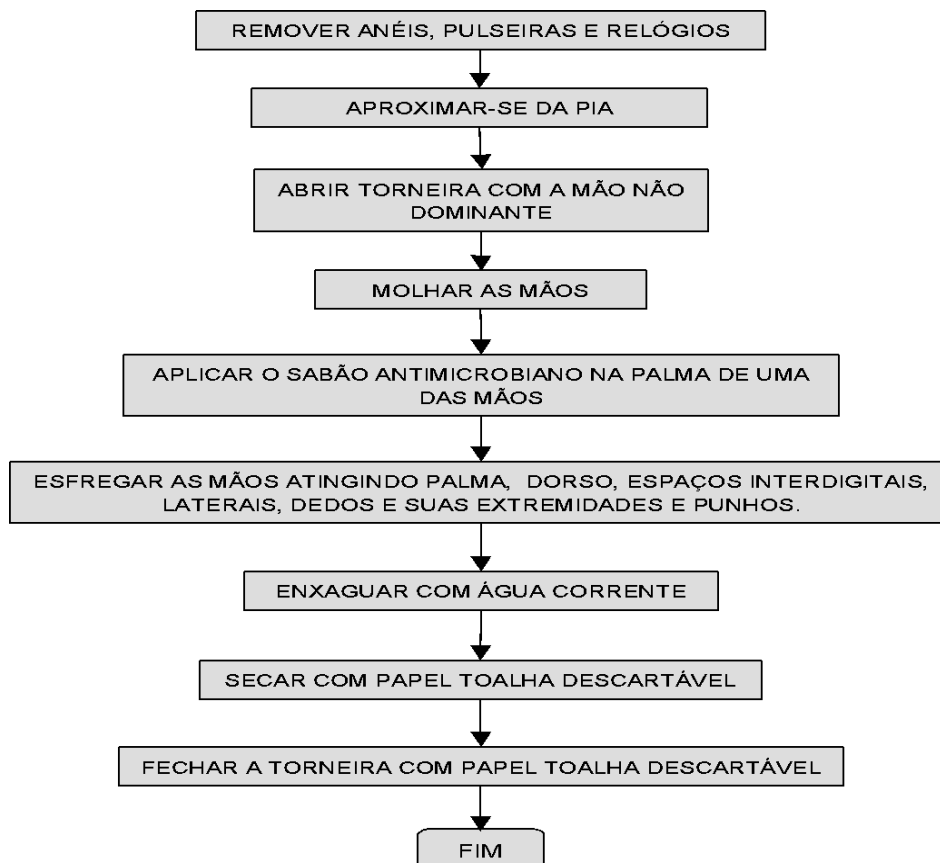 REMOVER ANÉIS, PULSEIRAS E RELÓGIOS
APROXIMAR-SE DA PIA
ABRIR TORNEIRA COM A MÃO NÃO
DOMINANTE
MOLHAR AS MÃOS
APLICAR O SABÃO ANTIMICROBIANO NA PALMA DE UMA
DAS MÃOS
ESFREGAR AS MÃOS ATINGINDO PALMA, DORSO, ESPAÇOS INTERDIGITAIS,
LATERAIS, DEDOS E SUAS EXTREMIDADES E PUNHOS.
ENXAGUAR COM ÁGUA CORRENTE
SECAR COM PAPEL TOALHA DESCARTÁVEL
FECHAR A TORNEIRA COM PAPEL TOALHA DESCARTÁVEL
FIM